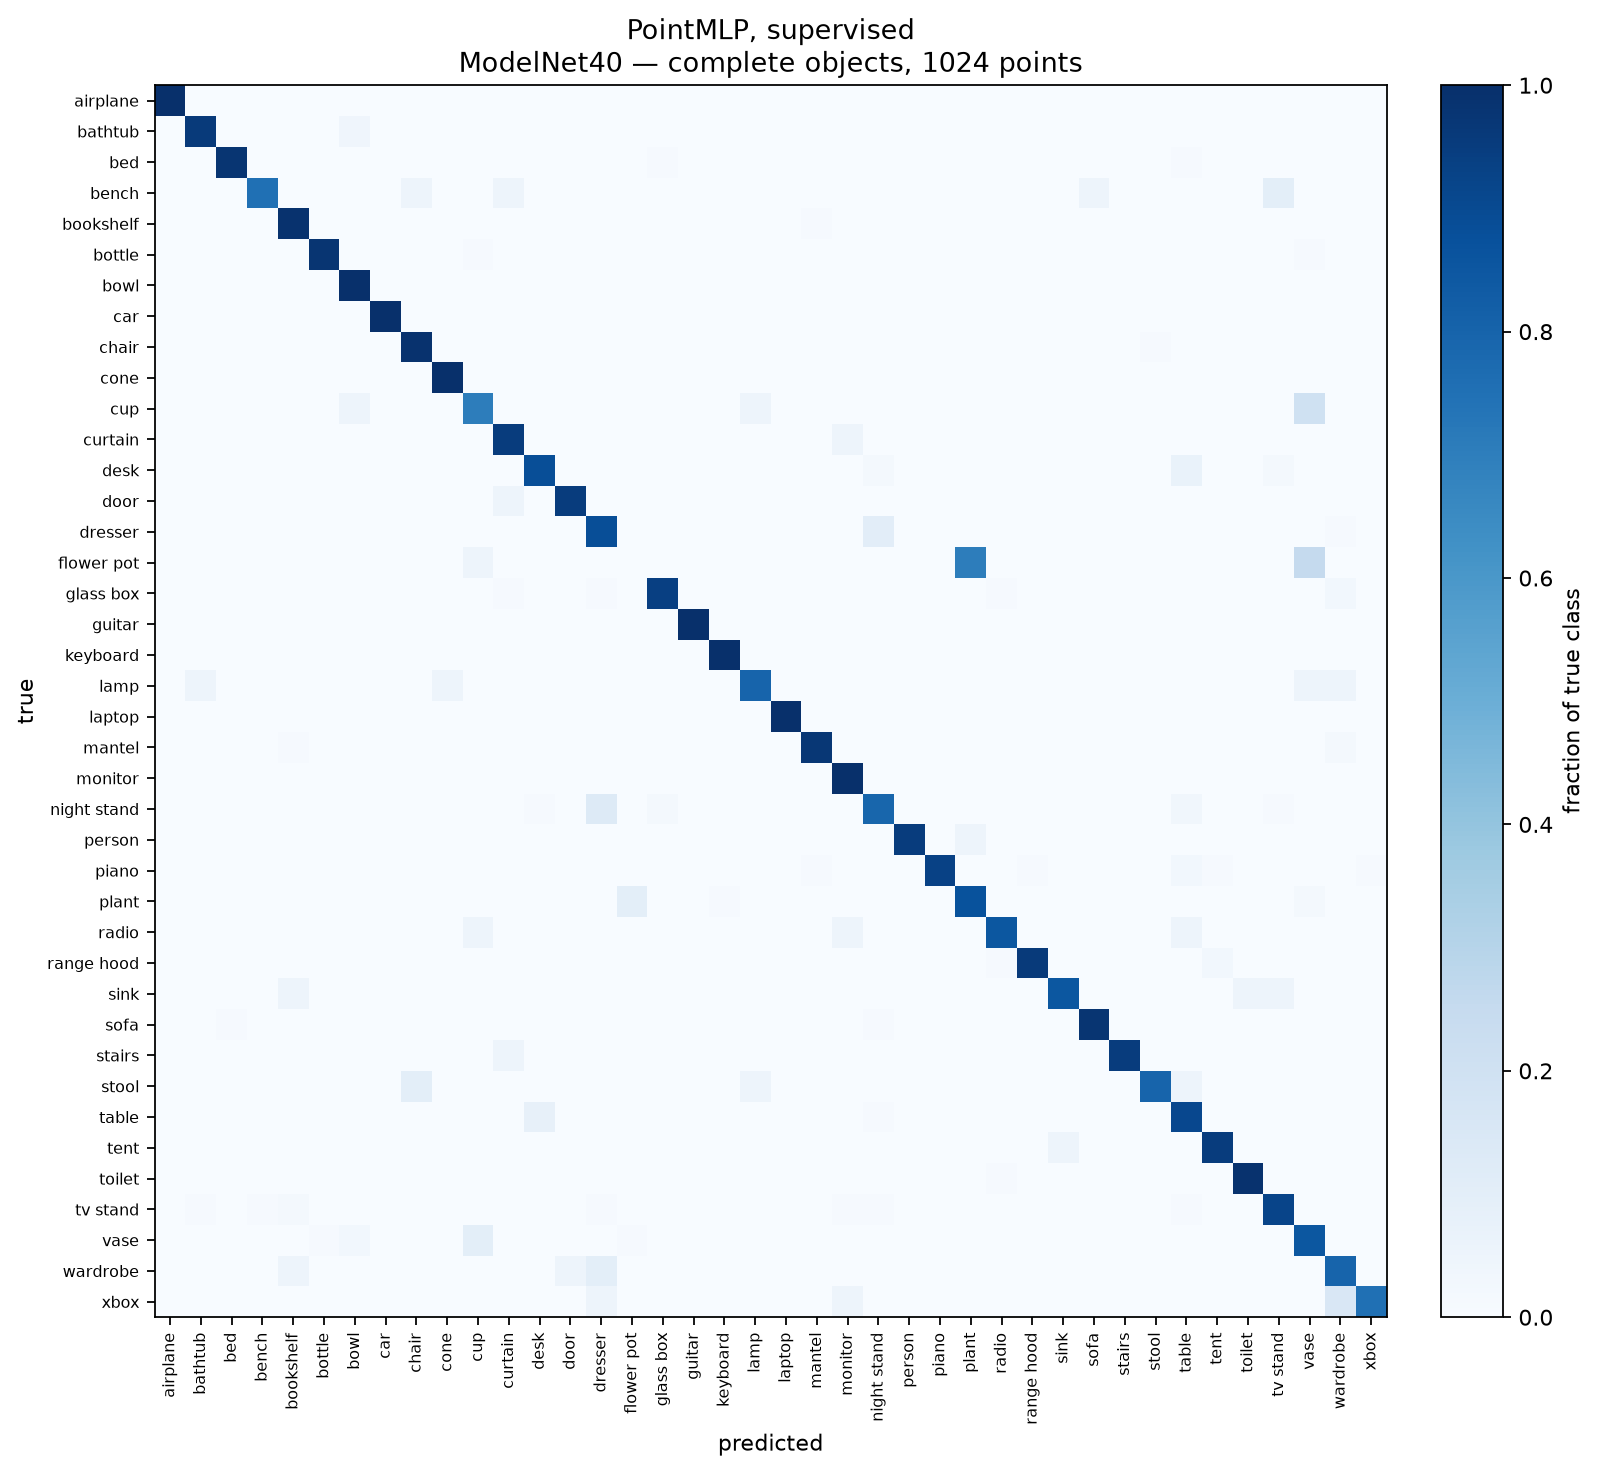 PointMLP, supervised
ModelNet40 — complete objects, 1024 points
true
airplane
bathtub
bed
bench
bookshelf
bottle
bowl
car
chair
cone
cup
curtain
desk
door
dresser
flower pot
glass box
guitar
keyboard
lamp
laptop
mantel
monitor
night stand
person
piano
plant
radio
range hood
sink
sofa
stairs
stool
table
tent
toilet
tv stand
vase
wardrobe
xbox
airplane
bathtub
bed
bench
bookshelf
bottle
bowl
car
chair
cone
cup
curtain
desk
door
dresser
flower pot
glass box
guitar
keyboard
lamp
laptop
mantel
monitor
night stand
person
piano
plant
radio
range hood
sink
sofa
stairs
stool
table
tent
toilet
tv stand
vase
wardrobe
xbox
predicted
1.0
0.8
0.6
0.4
0.2
0.0
fraction of true class